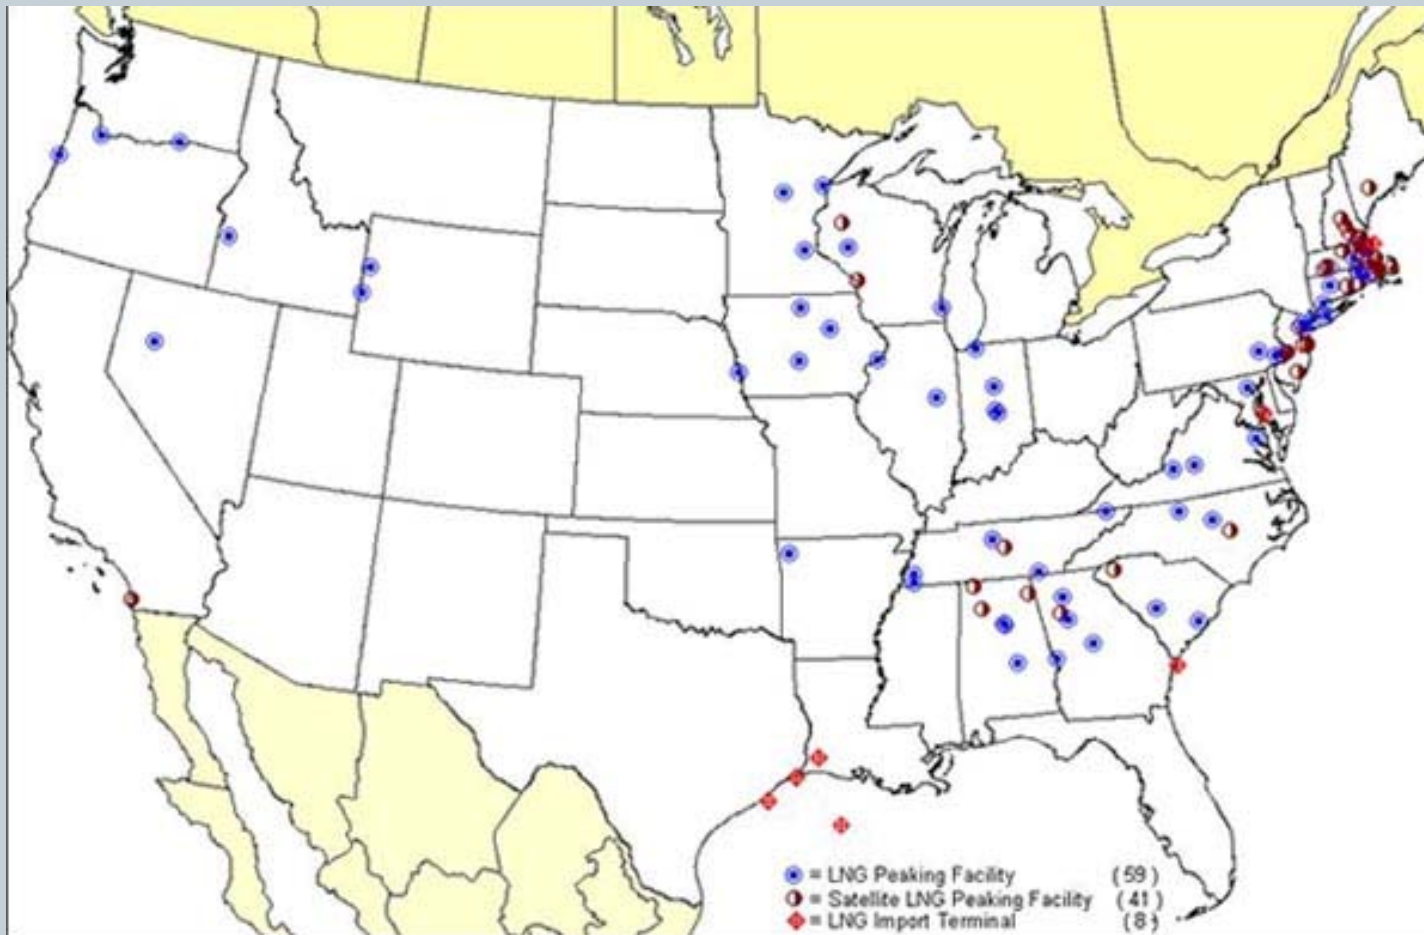 = LNG Peaking Facility (59)
= Satellite LNG Peaking Facility (41)
= LNG Import Terminal (8)